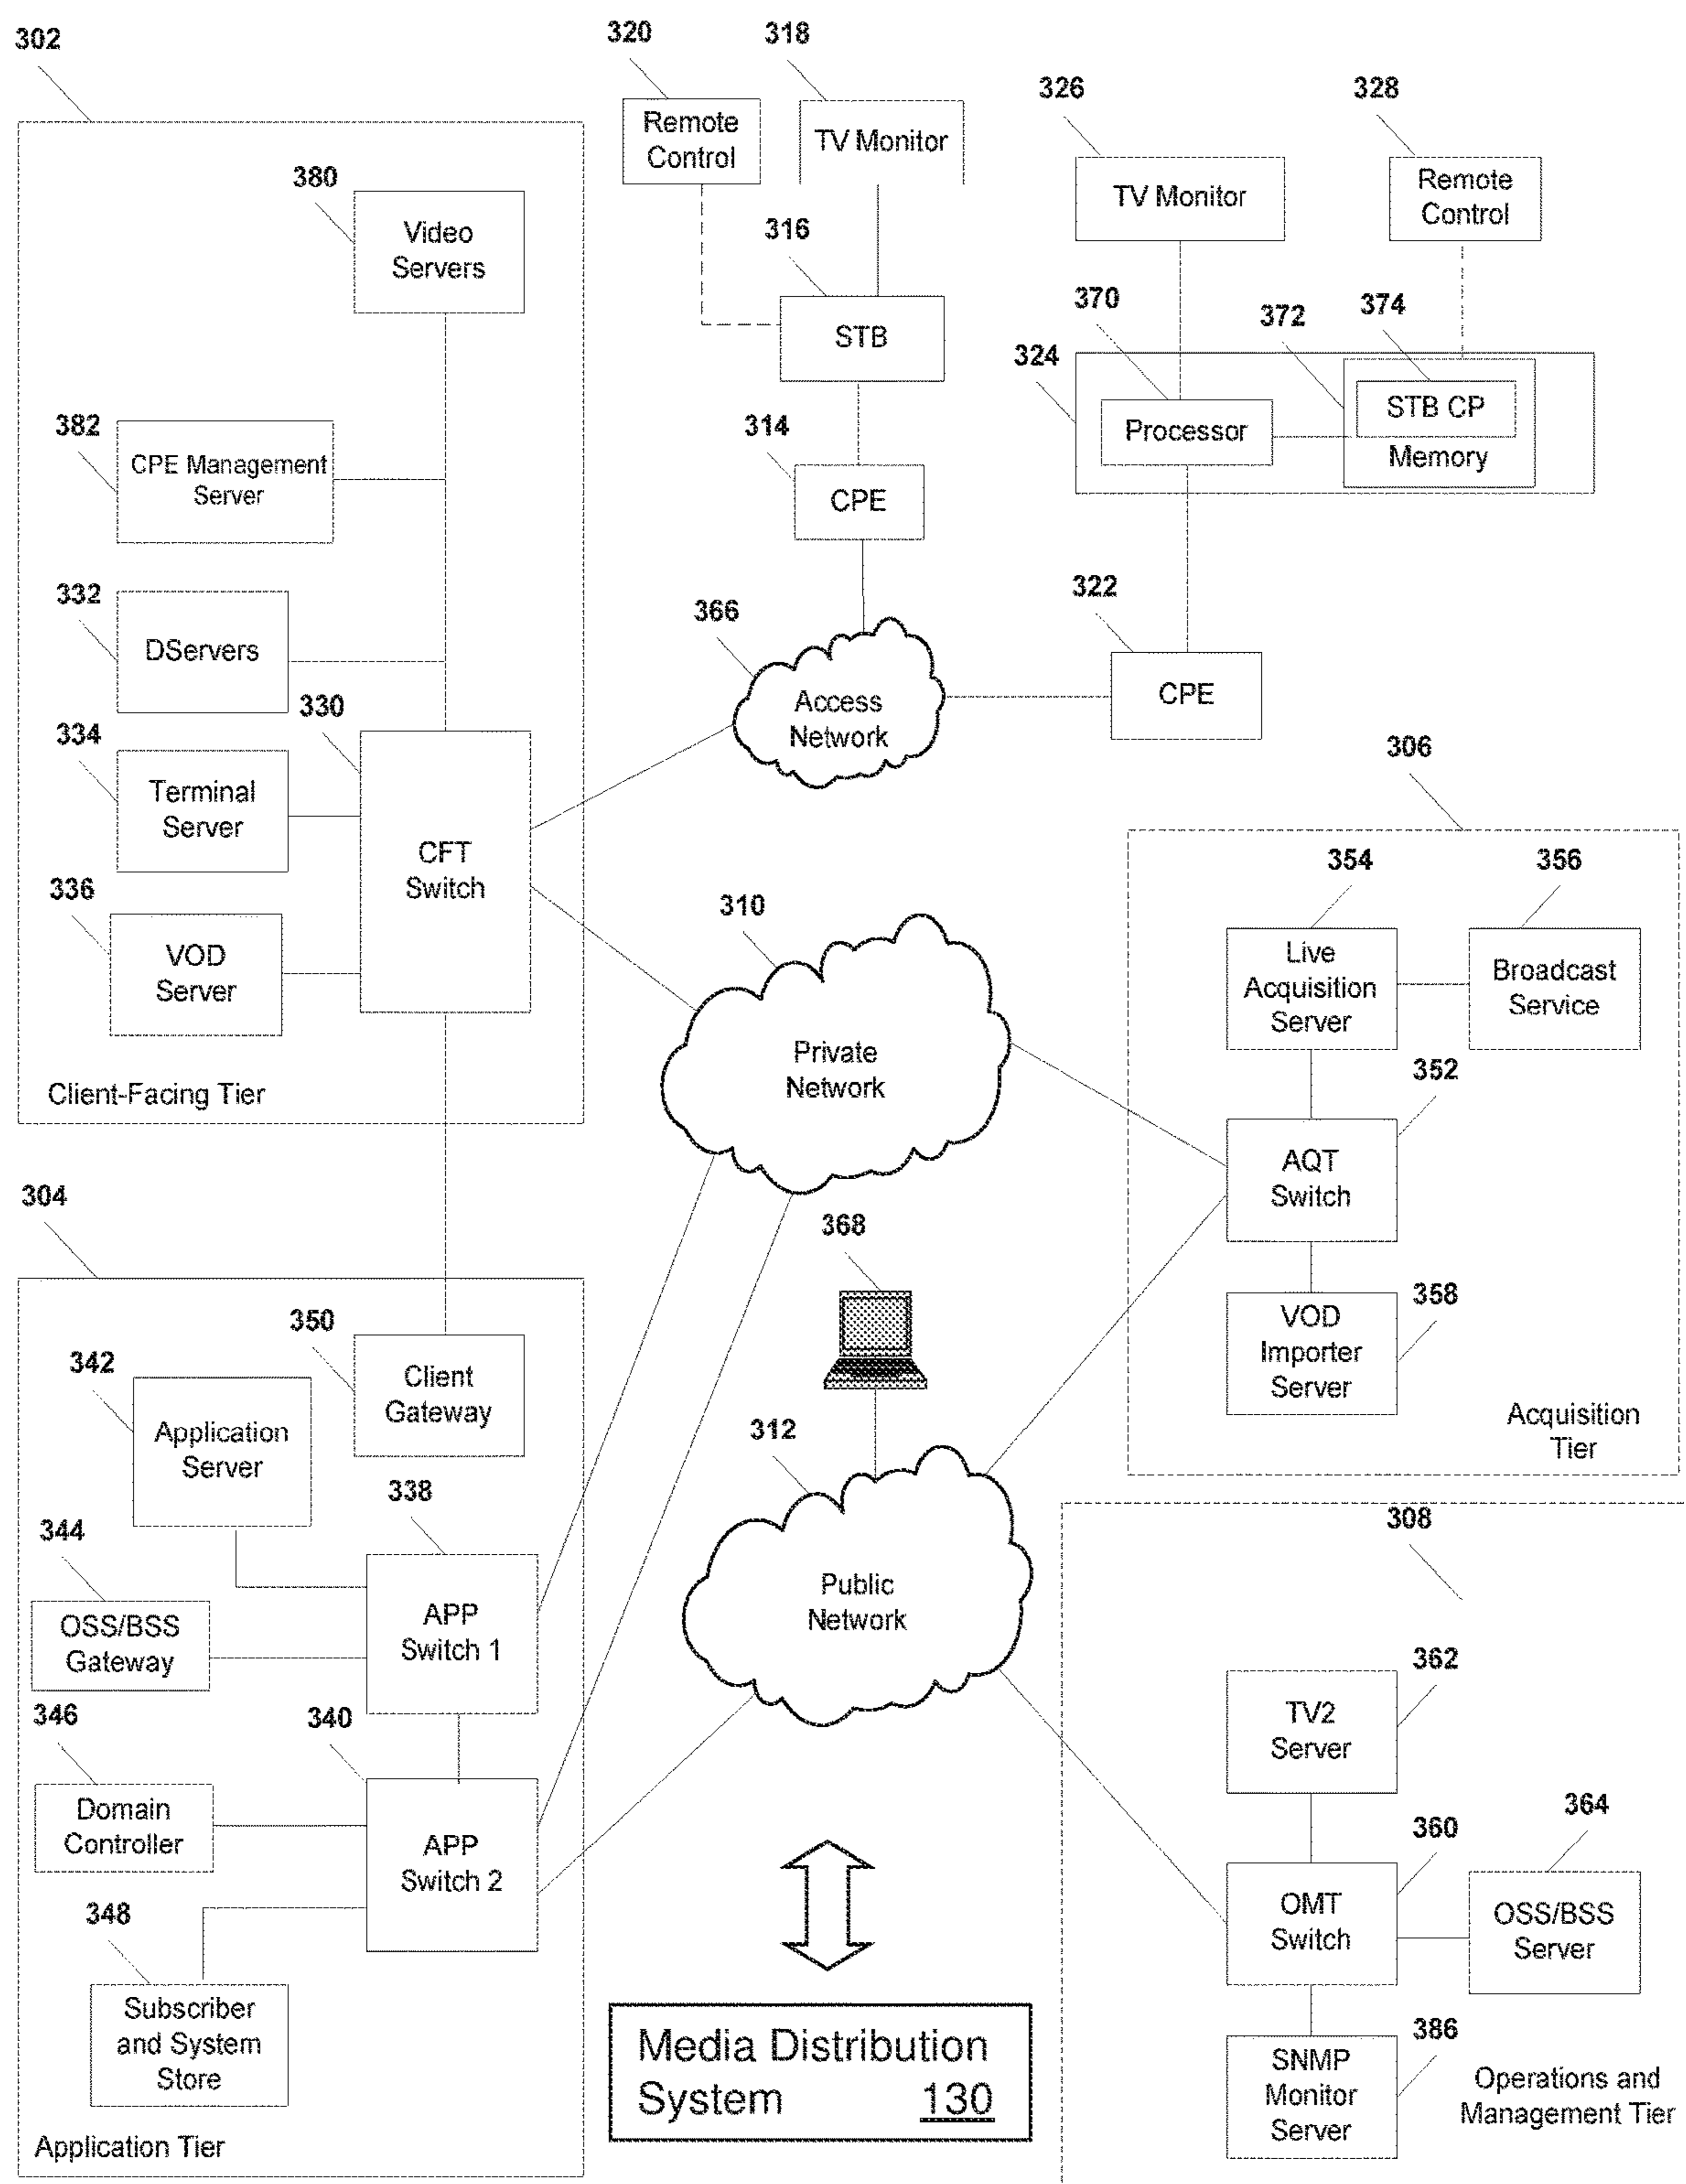 302
320
318
326
328
Remote
Control
TV Monitor
TV Monitor
Remote
Control
380
Video
Servers
316
STB
370
372
374
324
Processor
STB CP
Memory
382
CPE Management
Server
314
CPE
332
DServers
366
Access
Network
322
CPE
330
334
Terminal
Server
CFT
Switch
336
VOD
Server
Client-Facing Tier
306
354
356
Live
Acquisition
Server
Broadcast
Service
310
Private
Network
352
AQT
Switch
358
VOD
Importer
Server
Acquisition
Tier
304
368
350
Client
Gateway
342
Application
Server
338
344
OSS/BSS
Gateway
APP
Switch 1
312
Public
Network
346
340
Domain
Controller
APP
Switch 2
348
Subscriber
and System
Store
Application Tier
308
362
TV2
Server
360
364
OMT
Switch
OSS/BSS
Server
386
SNMP
Monitor
Server
Operations and
Management Tier
Media Distribution
System 130